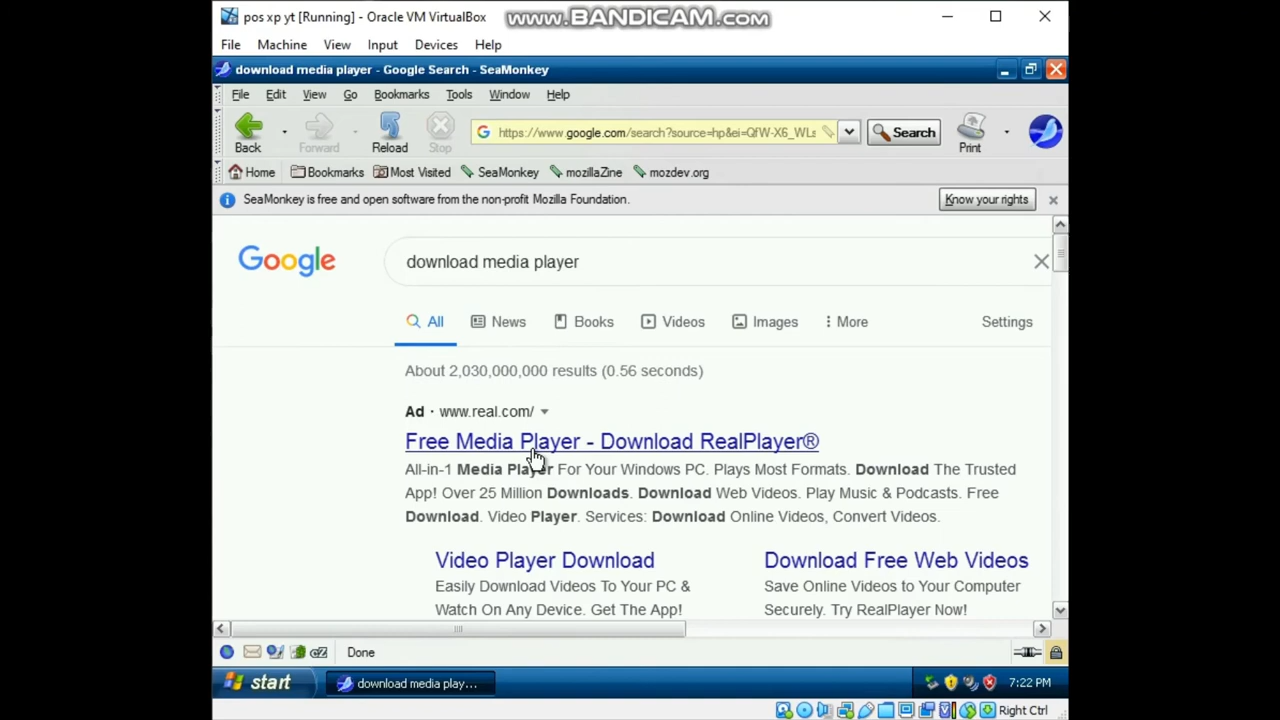 pos xp yt [Running] - Oracle VM VirtualBox
www.BANDICAM.com
File Machine View Input Devices Help
download media player - Google Search - SeaMonkey
File Edit View Go Bookmarks Tools Window Help
Back Forward Reload Stop
https://www.google.com/search?source=hp&ei=QfW-X6_WLs
Search Print
Home Bookmarks Most Visited SeaMonkey mozillaZine mozdev.org
SeaMonkey is free and open software from the non-profit Mozilla Foundation.
Know your rights
Google
download media player
All News Books Videos Images More Settings
About 2,030,000,000 results (0.56 seconds)
Ad · www.real.com/
Free Media Player - Download RealPlayer®
All-in-1 Media Player For Your Windows PC. Plays Most Formats. Download The Trusted
App! Over 25 Million Downloads. Download Web Videos. Play Music & Podcasts. Free
Download. Video Player. Services: Download Online Videos, Convert Videos.
Video Player Download
Easily Download Videos To Your PC &
Watch On Any Device. Get The App!
Download Free Web Videos
Save Online Videos to Your Computer
Securely. Try RealPlayer Now!
Done
start
download media play...
7:22 PM
Right Ctrl